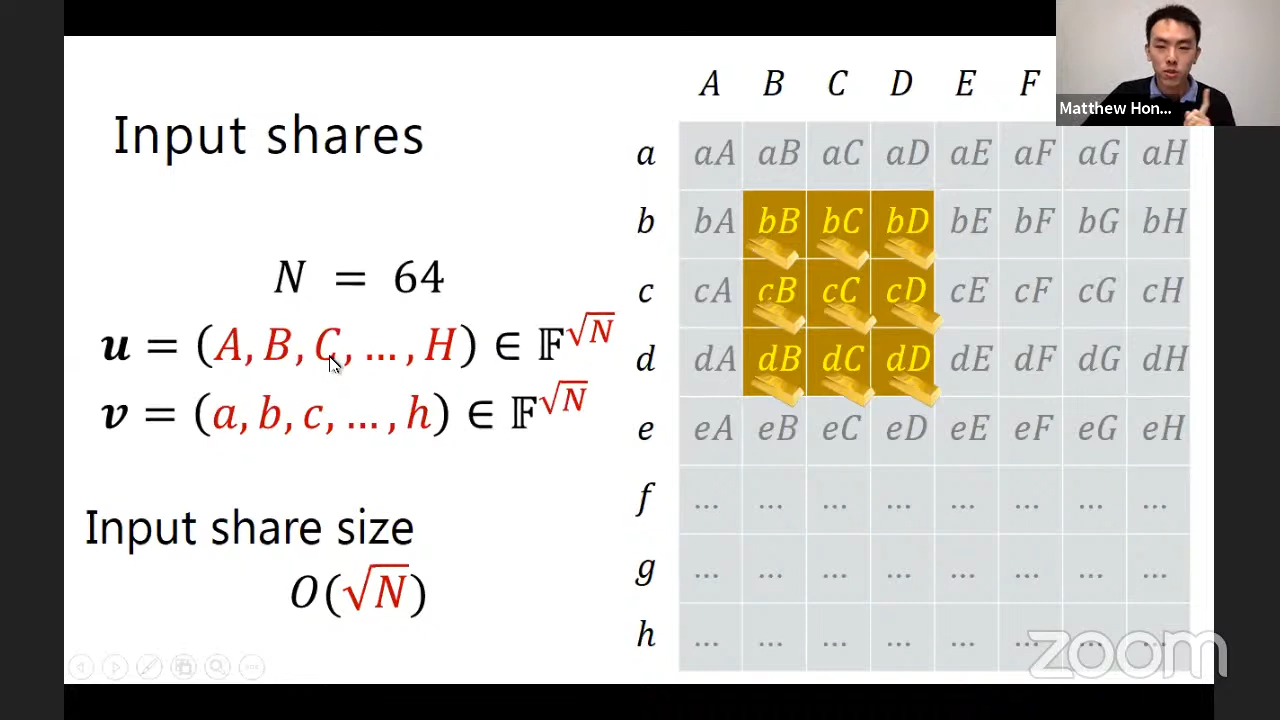 Input shares
N = 64
u = (A, B, C, … , H) ∈ 𝔽^√N
v = (a, b, c, … , h) ∈ 𝔽^√N
Input share size
O(√N)
A B C D E F
a aA aB aC aD aE aF aG aH
b bA bB bC bD bE bF bG bH
c cA cB cC cD cE cF cG cH
d dA dB dC dD dE dF dG dH
e eA eB eC eD eE eF eG eH
f … … … … … … … …
g … … … … … … … …
h … … … … … … … …
Matthew Hon...
zoom